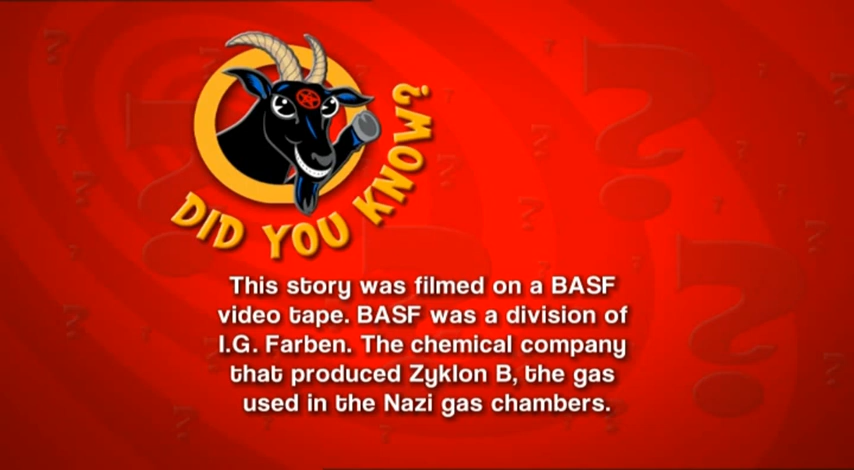 DID YOU KNOW?
This story was filmed on a BASF
video tape. BASF was a division of
I.G. Farben. The chemical company
that produced Zyklon B, the gas
used in the Nazi gas chambers.